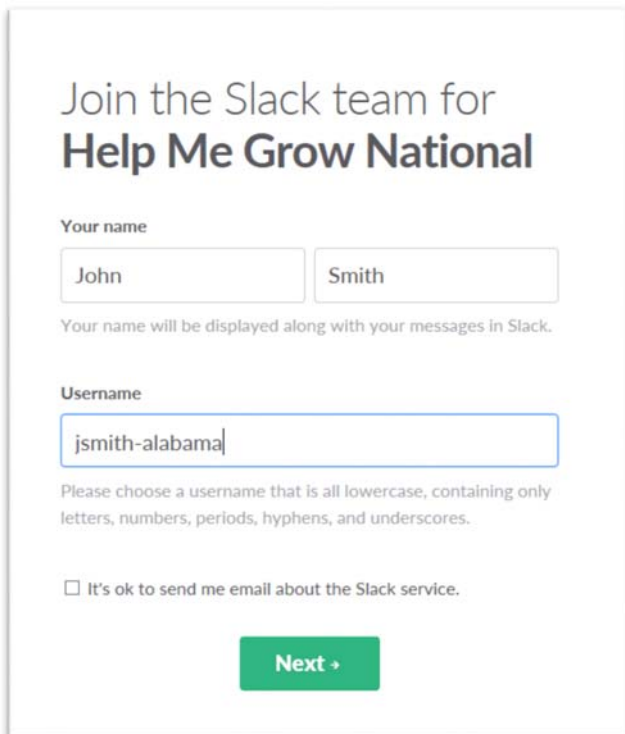 Join the Slack team for
Help Me Grow National
Your name
John Smith
Your name will be displayed along with your messages in Slack.
Username
jsmith-alabama
Please choose a username that is all lowercase, containing only
letters, numbers, periods, hyphens, and underscores.
It's ok to send me email about the Slack service.
Next →